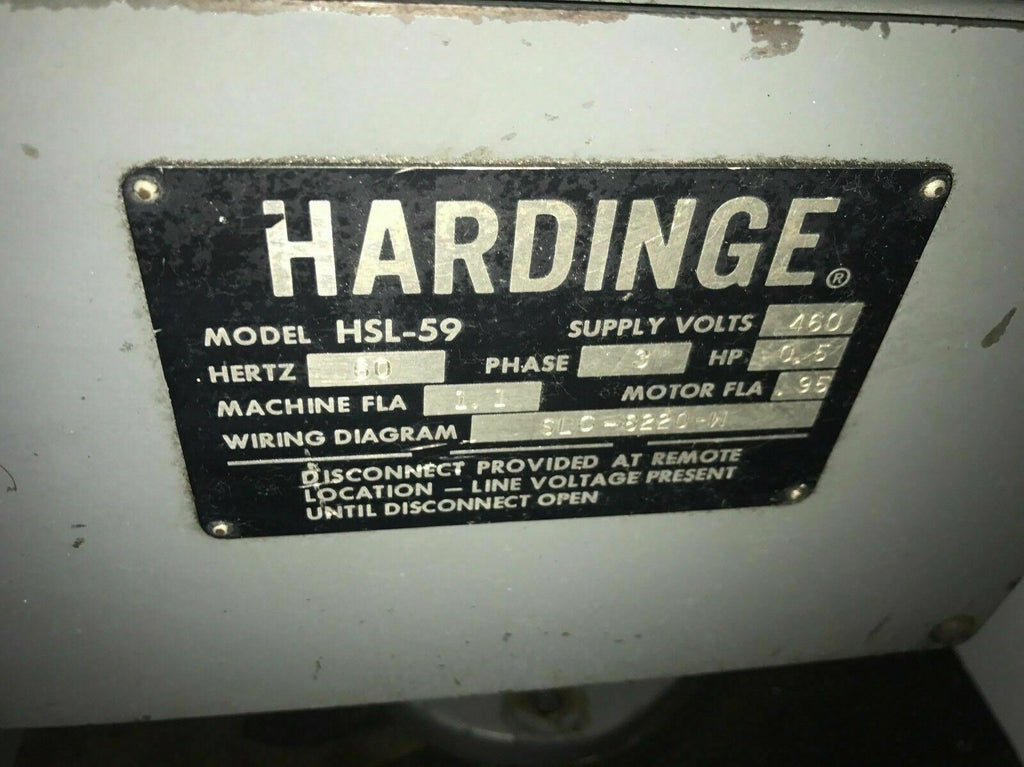 HARDINGE®
MODEL HSL-59 SUPPLY VOLTS 460
HERTZ 60 PHASE 3 HP 0.5
MACHINE FLA 1.1 MOTOR FLA .95
WIRING DIAGRAM
DISCONNECT PROVIDED AT REMOTE
LOCATION – LINE VOLTAGE PRESENT
UNTIL DISCONNECT OPEN